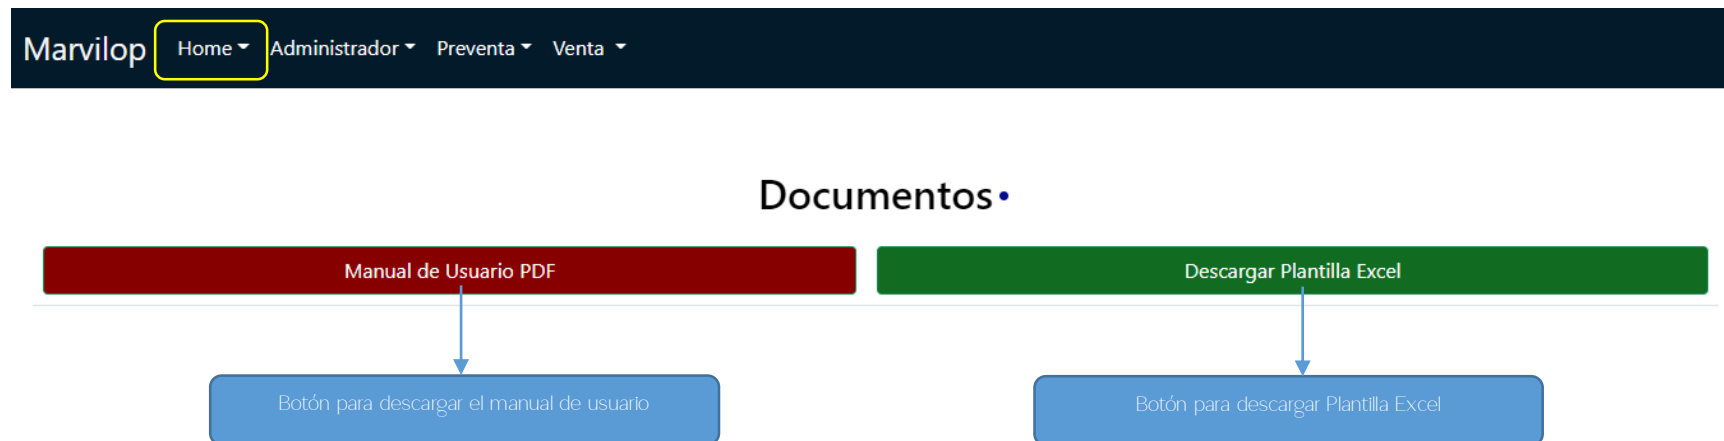 Marvilop Home Administrador Preventa Venta
Documentos
Manual de Usuario PDF Descargar Plantilla Excel
Botón para descargar el manual de usuario Botón para descargar Plantilla Excel